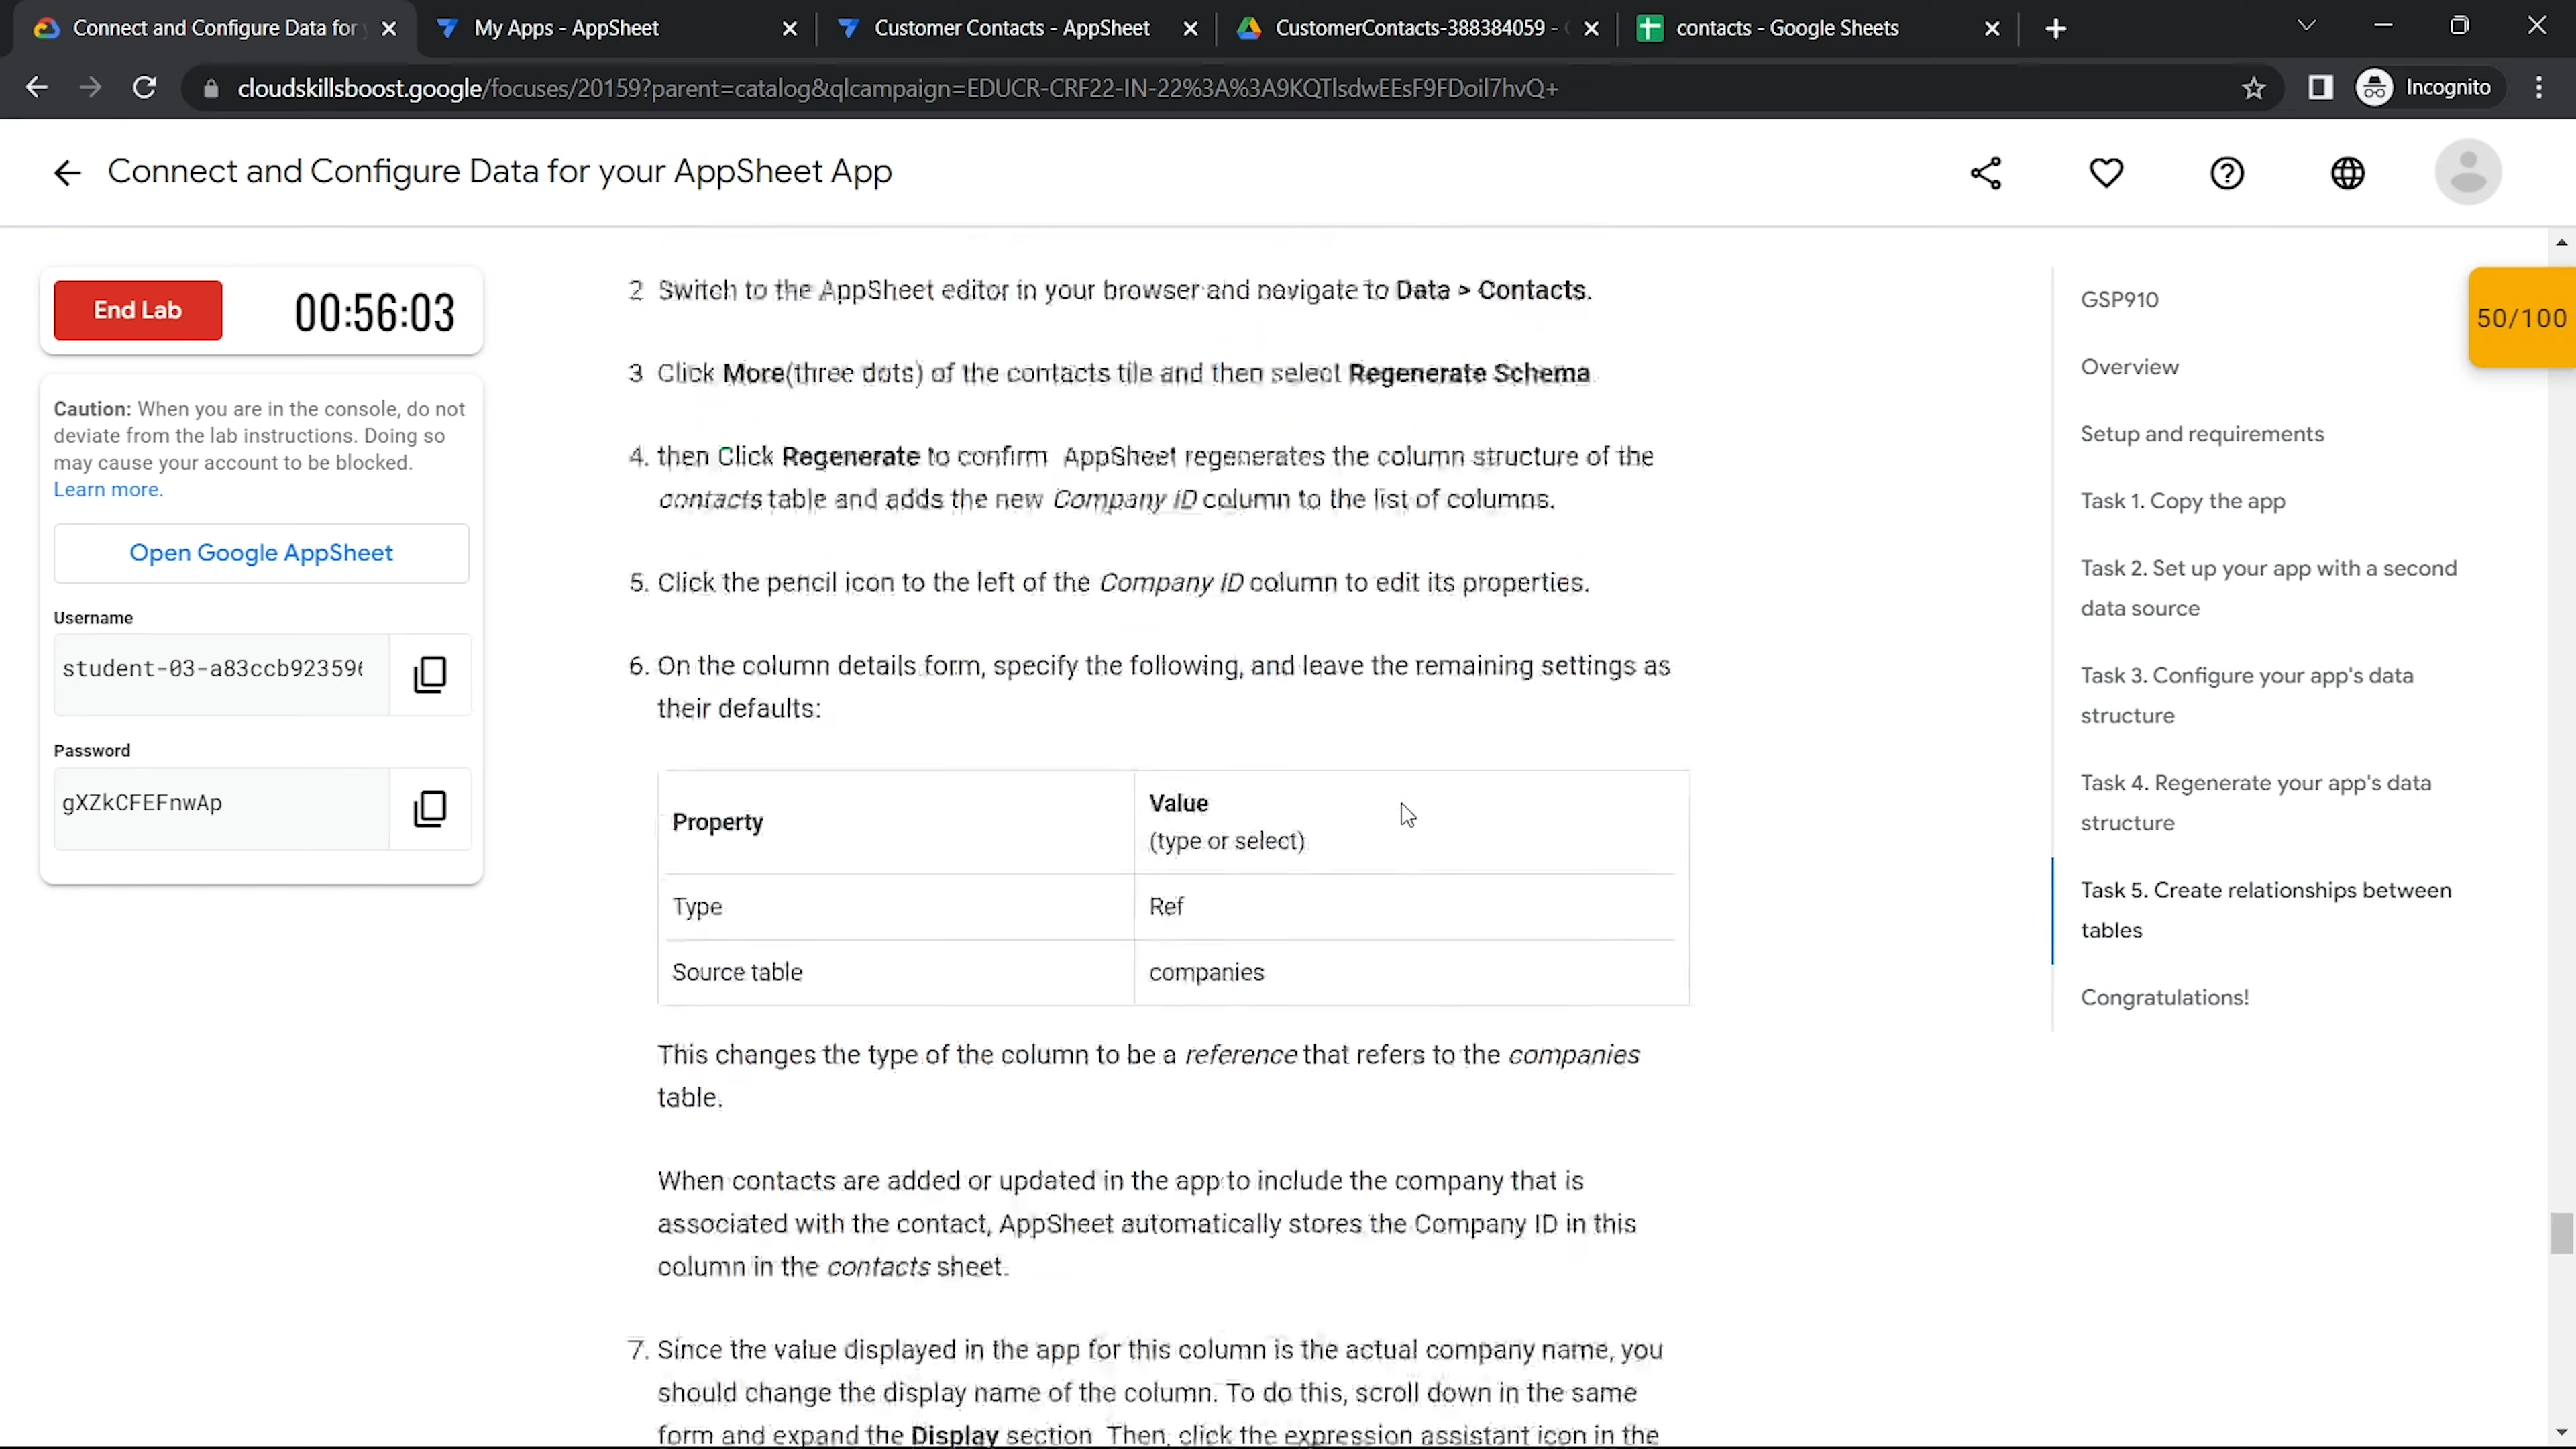 Connect and Configure Data for y
My Apps - AppSheet
Customer Contacts - AppSheet
CustomerContacts-388384059 -
contacts - Google Sheets
cloudskillsboost.google/focuses/20159?parent=catalog&qlcampaign=EDUCR-CRF22-IN-22%3A%3A9KQTlsdwEEsF9FDoil7hvQ+
Incognito
Connect and Configure Data for your AppSheet App
End Lab
00:56:03
Caution: When you are in the console, do not
deviate from the lab instructions. Doing so
may cause your account to be blocked.
Learn more.
Open Google AppSheet
Username
student-03-a83ccb92359
Password
gXZkCFEFnwAp
2 Switch to the AppSheet editor in your browser and navigate to Data > Contacts.
3 Click More(three dots) of the contacts tile and then select Regenerate Schema
4. then Click Regenerate to confirm AppSheet regenerates the column structure of the
contacts table and adds the new Company ID column to the list of columns.
5. Click the pencil icon to the left of the Company ID column to edit its properties.
6. On the column details form, specify the following, and leave the remaining settings as
their defaults:
Property
Value
(type or select)
Type
Ref
Source table
companies
This changes the type of the column to be a reference that refers to the companies
table.
When contacts are added or updated in the app to include the company that is
associated with the contact, AppSheet automatically stores the Company ID in this
column in the contacts sheet.
7. Since the value displayed in the app for this column is the actual company name, you
should change the display name of the column. To do this, scroll down in the same
form and expand the Display section Then, click the expression assistant icon in the
GSP910
Overview
Setup and requirements
Task 1. Copy the app
Task 2. Set up your app with a second
data source
Task 3. Configure your app's data
structure
Task 4. Regenerate your app's data
structure
Task 5. Create relationships between
tables
Congratulations!
50/100